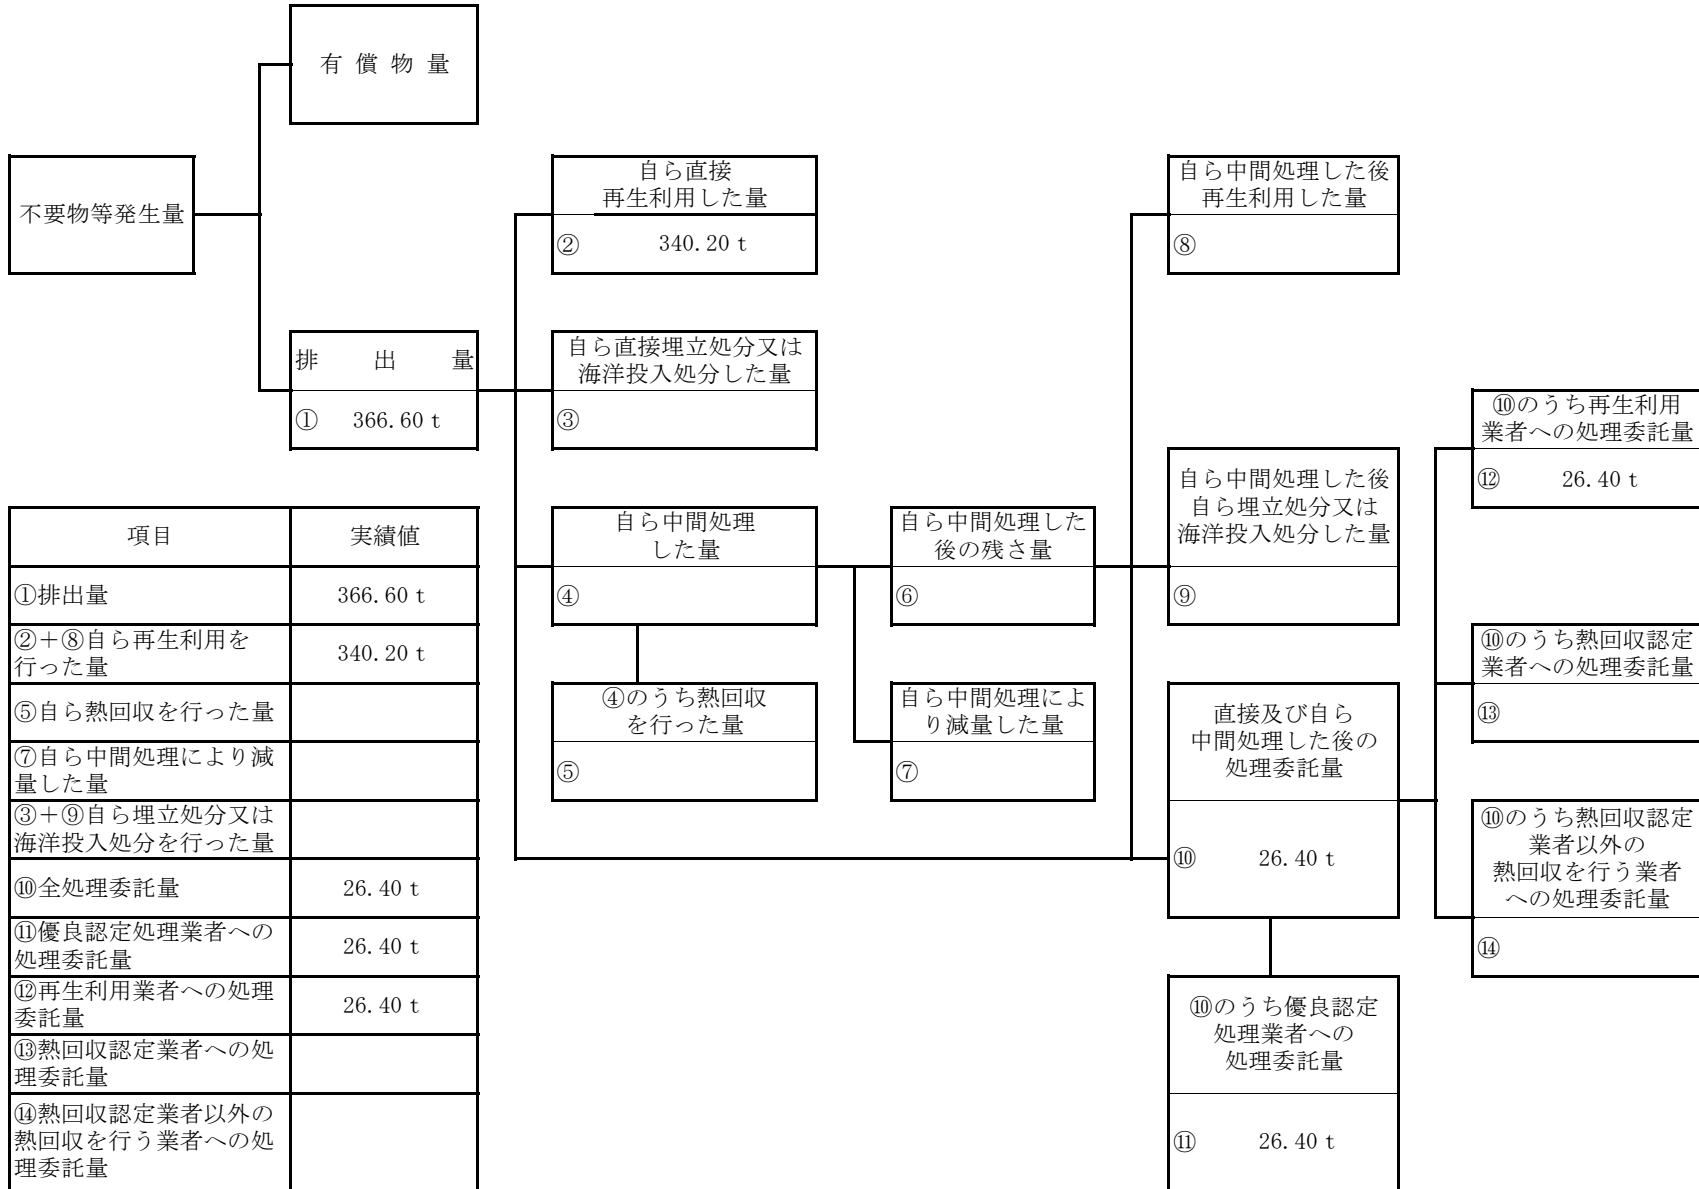 有 償 物 量
不要物等発生量
自ら直接
再生利用した量
② 340.20 t
自ら中間処理した後
再生利用した量
⑧
排 出 量
① 366.60 t
自ら直接埋立処分又は
海洋投入処分した量
③
⑩のうち再生利用
業者への処理委託量
⑫ 26.40 t
自ら中間処理した後
自ら埋立処分又は
海洋投入処分した量
⑨
自ら中間処理
した量
④
自ら中間処理した
後の残さ量
⑥
⑩のうち熱回収認定
業者への処理委託量
⑬
④のうち熱回収
を行った量
⑤
自ら中間処理によ
り減量した量
⑦
直接及び自ら
中間処理した後の
処理委託量
⑩ 26.40 t
⑩のうち熱回収認定
業者以外の
熱回収を行う業者
への処理委託量
⑭
⑩のうち優良認定
処理業者への
処理委託量
⑪ 26.40 t
項目 実績値
①排出量 366.60 t
②＋⑧自ら再生利用を
行った量 340.20 t
⑤自ら熱回収を行った量
⑦自ら中間処理により減
量した量
③＋⑨自ら埋立処分又は
海洋投入処分を行った量
⑩全処理委託量 26.40 t
⑪優良認定処理業者への
処理委託量 26.40 t
⑫再生利用業者への処理
委託量 26.40 t
⑬熱回収認定業者への処
理委託量
⑭熱回収認定業者以外の
熱回収を行う業者への処
理委託量